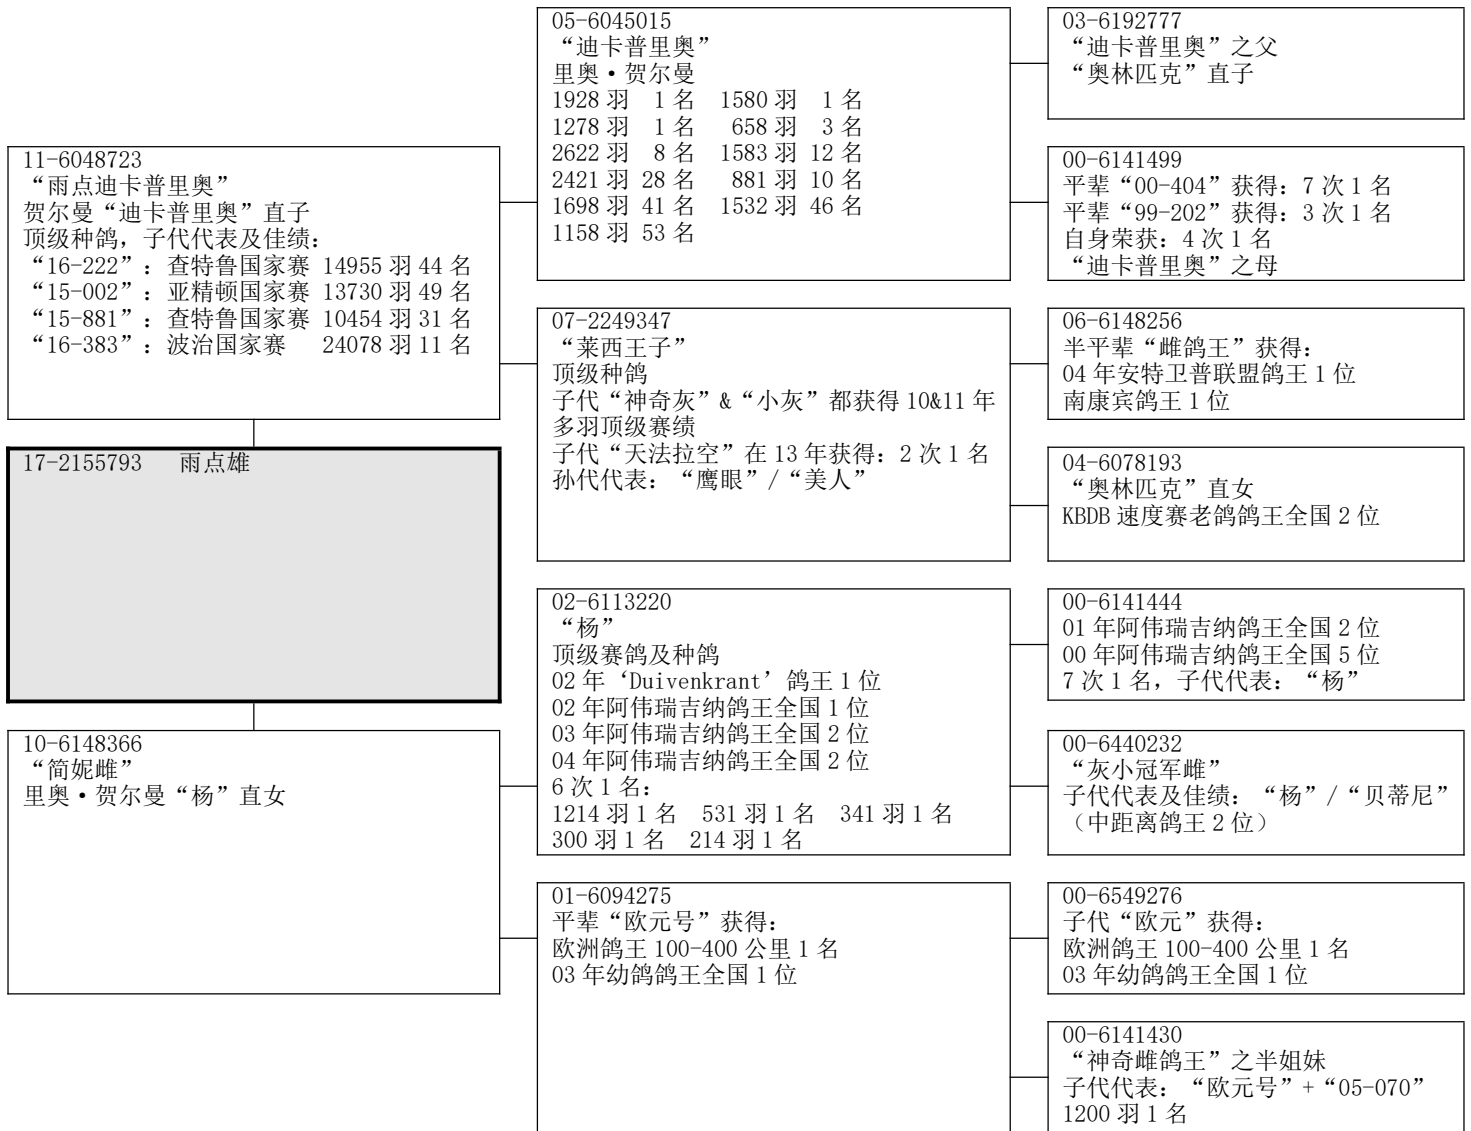 11-6048723
“雨点迪卡普里奥”
贺尔曼“迪卡普里奥”直子
顶级种鸽，子代代表及佳绩：
“16-222”：查特鲁国家赛 14955 羽 44 名
“15-002”：亚精顿国家赛 13730 羽 49 名
“15-881”：查特鲁国家赛 10454 羽 31 名
“16-383”：波治国家赛 24078 羽 11 名
17-2155793 雨点雄
10-6148366
“简妮雌”
里奥·贺尔曼“杨”直女
05-6045015
“迪卡普里奥”
里奥·贺尔曼
1928 羽 1 名 1580 羽 1 名
1278 羽 1 名 658 羽 3 名
2622 羽 8 名 1583 羽 12 名
2421 羽 28 名 881 羽 10 名
1698 羽 41 名 1532 羽 46 名
1158 羽 53 名
07-2249347
“莱西王子”
顶级种鸽
子代“神奇灰”&“小灰”都获得 10&11 年
多羽顶级赛绩
子代“天法拉空”在 13 年获得：2 次 1 名
孙代代表：“鹰眼”/“美人”
02-6113220
“杨”
顶级赛鸽及种鸽
02 年‘Duivenkrant’鸽王 1 位
02 年阿伟瑞吉纳鸽王全国 1 位
03 年阿伟瑞吉纳鸽王全国 2 位
04 年阿伟瑞吉纳鸽王全国 2 位
6 次 1 名：
1214 羽 1 名 531 羽 1 名 341 羽 1 名
300 羽 1 名 214 羽 1 名
01-6094275
平辈“欧元号”获得：
欧洲鸽王 100-400 公里 1 名
03 年幼鸽鸽王全国 1 位
03-6192777
“迪卡普里奥”之父
“奥林匹克”直子
00-6141499
平辈“00-404”获得：7 次 1 名
平辈“99-202”获得：3 次 1 名
自身荣获：4 次 1 名
“迪卡普里奥”之母
06-6148256
半平辈“雌鸽王”获得：
04 年安特卫普联盟鸽王 1 位
南康宾鸽王 1 位
04-6078193
“奥林匹克”直女
KBDB 速度赛老鸽鸽王全国 2 位
00-6141444
01 年阿伟瑞吉纳鸽王全国 2 位
00 年阿伟瑞吉纳鸽王全国 5 位
7 次 1 名，子代代表：“杨”
00-6440232
“灰小冠军雌”
子代代表及佳绩：“杨”/“贝蒂尼”
（中距离鸽王 2 位）
00-6549276
子代“欧元”获得：
欧洲鸽王 100-400 公里 1 名
03 年幼鸽鸽王全国 1 位
00-6141430
“神奇雌鸽王”之半姐妹
子代代表：“欧元号”+“05-070”
1200 羽 1 名